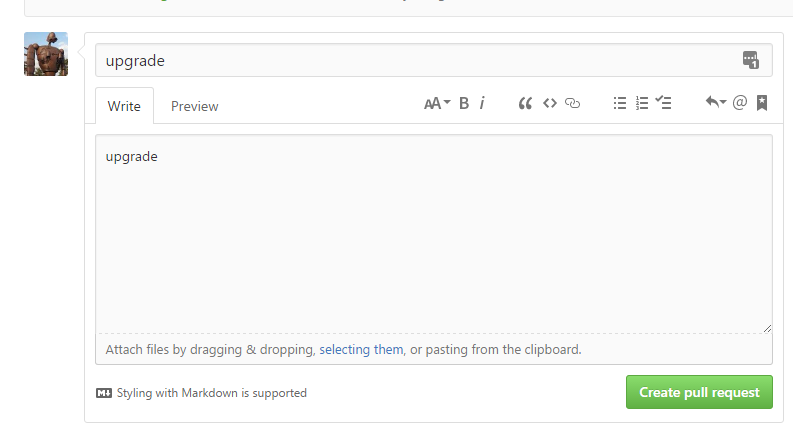 upgrade
Write
Preview
AA B i
@
upgrade
Attach files by dragging & dropping, selecting them, or pasting from the clipboard.
Styling with Markdown is supported
Create pull request